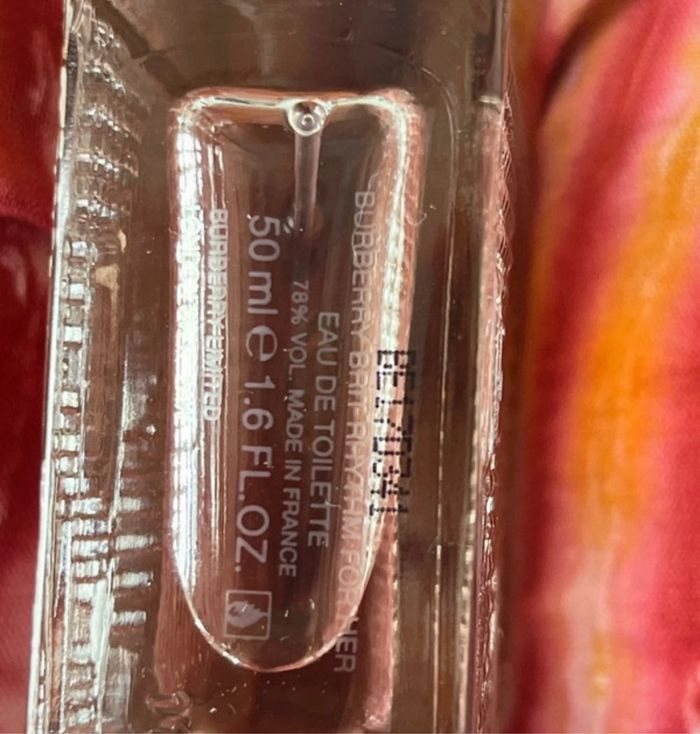 BURBERRY BRIT RHYTHM FOR HER
EAU DE TOILETTE
78% VOL. MADE IN FRANCE
50 ml ℮ 1.6 FL.OZ.
BURBERRY LIMITED